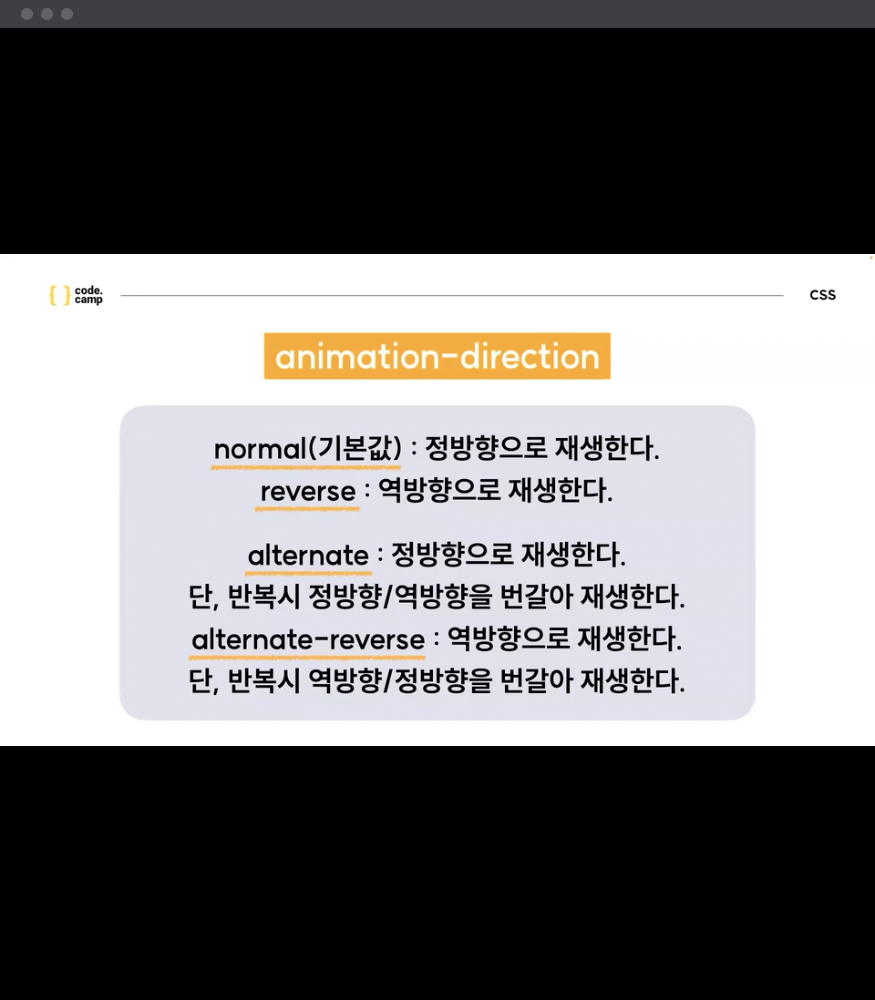 { } code.
camp
CSS
animation-direction
normal(기본값) : 정방향으로 재생한다.
reverse : 역방향으로 재생한다.
alternate : 정방향으로 재생한다.
단, 반복시 정방향/역방향을 번갈아 재생한다.
alternate-reverse : 역방향으로 재생한다.
단, 반복시 역방향/정방향을 번갈아 재생한다.